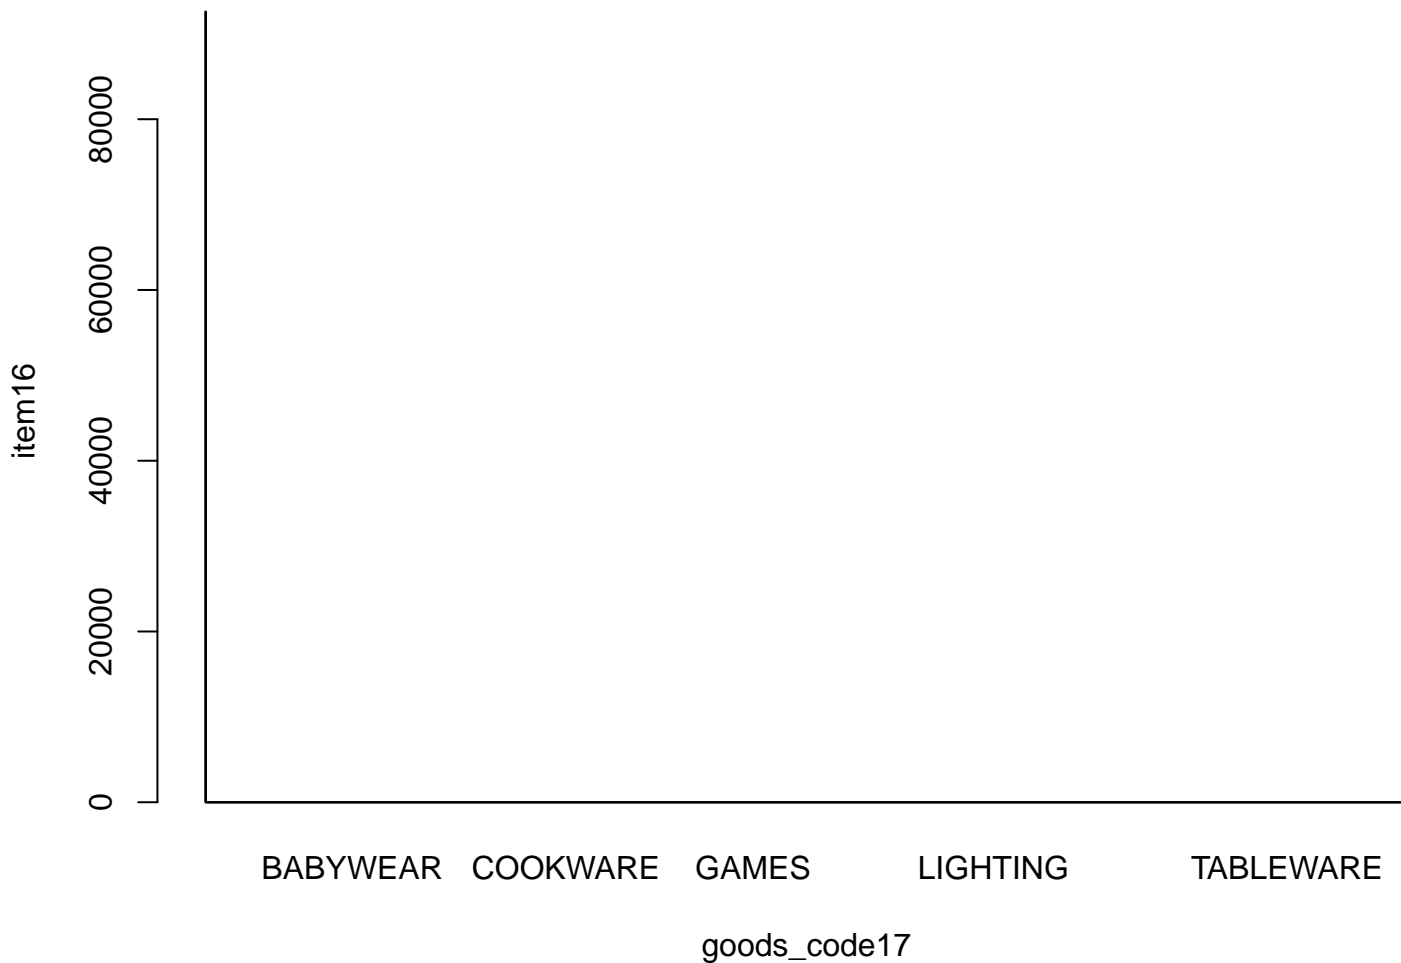 80000
60000
40000
20000
0
item16
BABYWEAR COOKWARE GAMES LIGHTING TABLEWARE
goods_code17